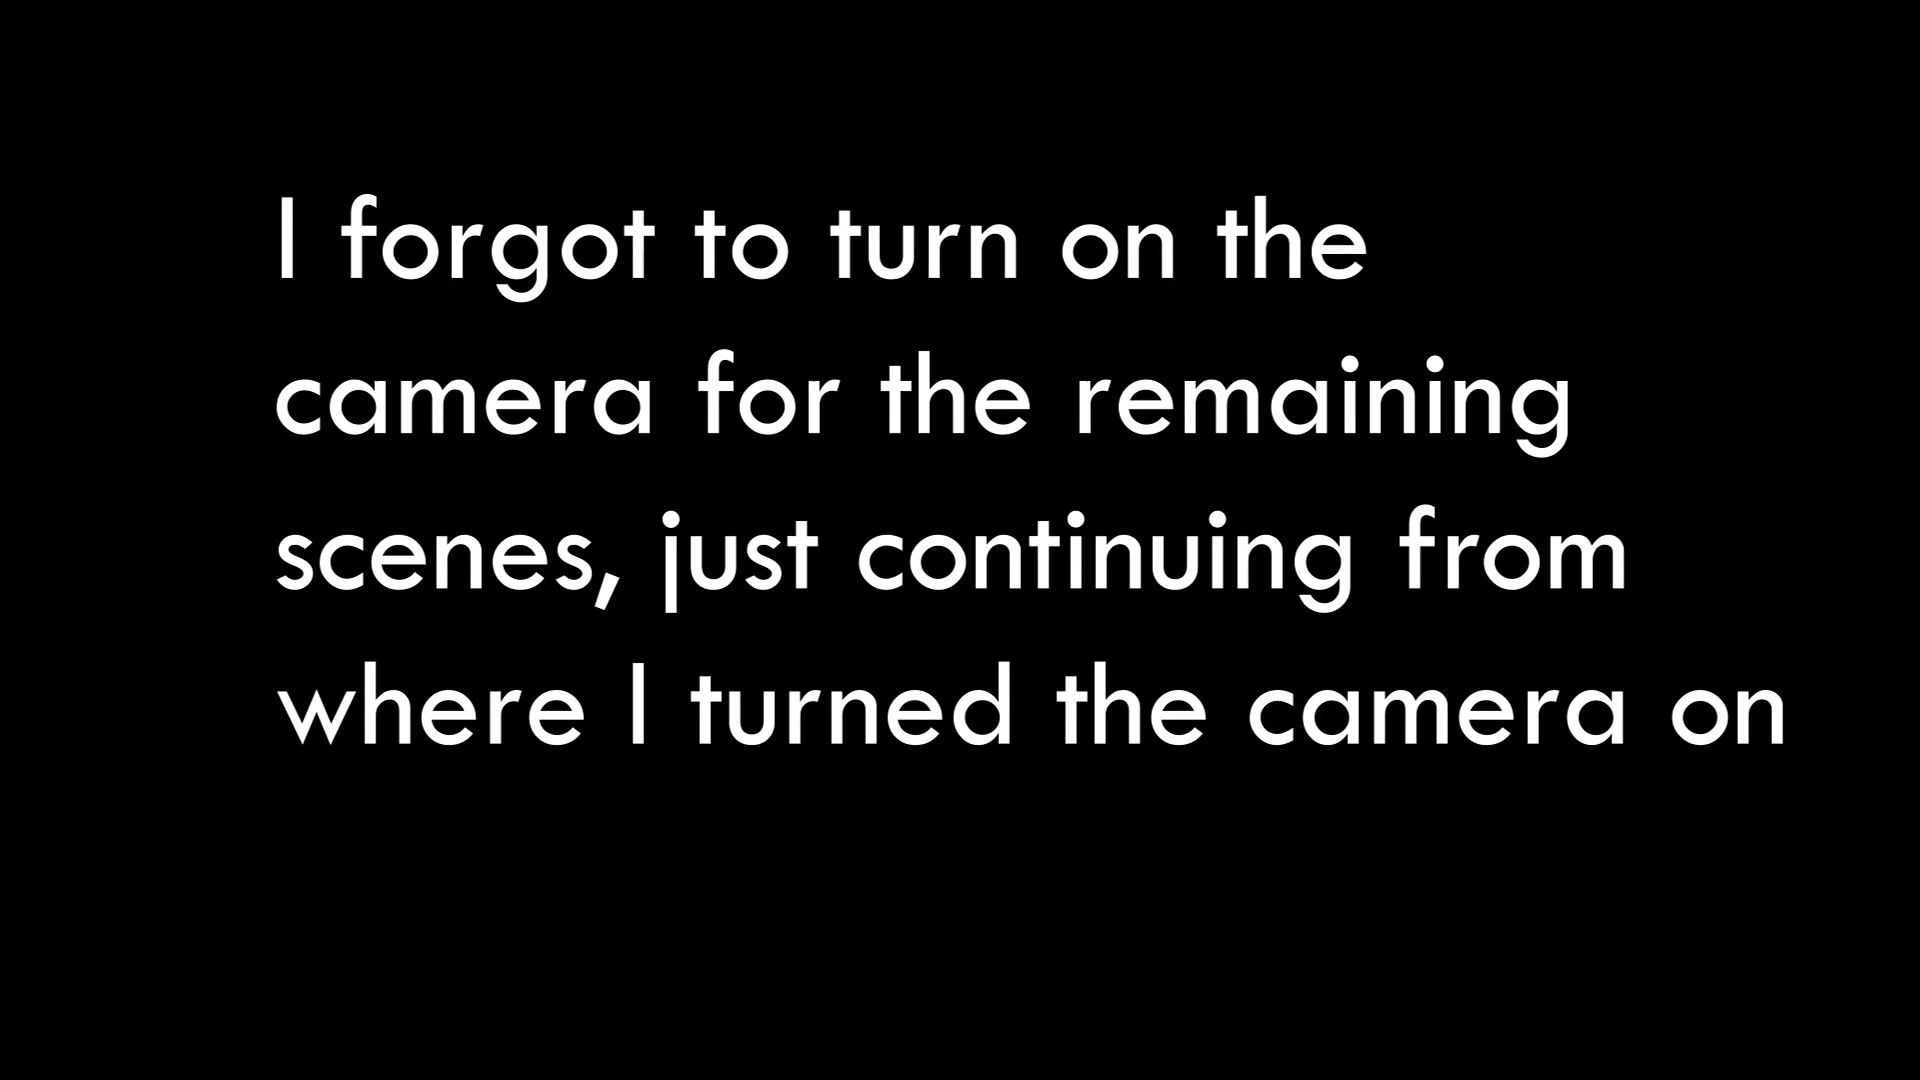 I forgot to turn on the
camera for the remaining
scenes, just continuing from
where I turned the camera on